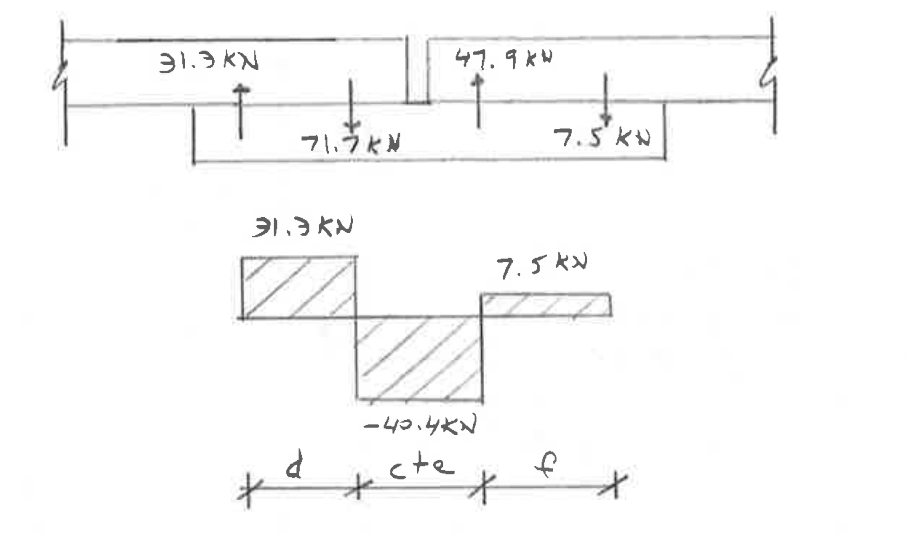 31.3 KN
47.9 KN
71.7 KN
7.5 KN
31.3 KN
7.5 KN
-40.4 KN
d
c+e
f